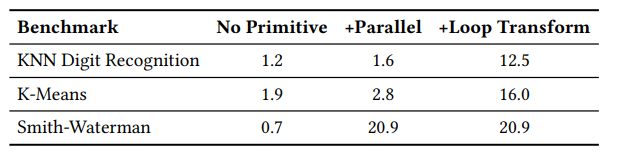 Benchmark No Primitive +Parallel +Loop Transform
KNN Digit Recognition 1.2 1.6 12.5
K-Means 1.9 2.8 16.0
Smith-Waterman 0.7 20.9 20.9